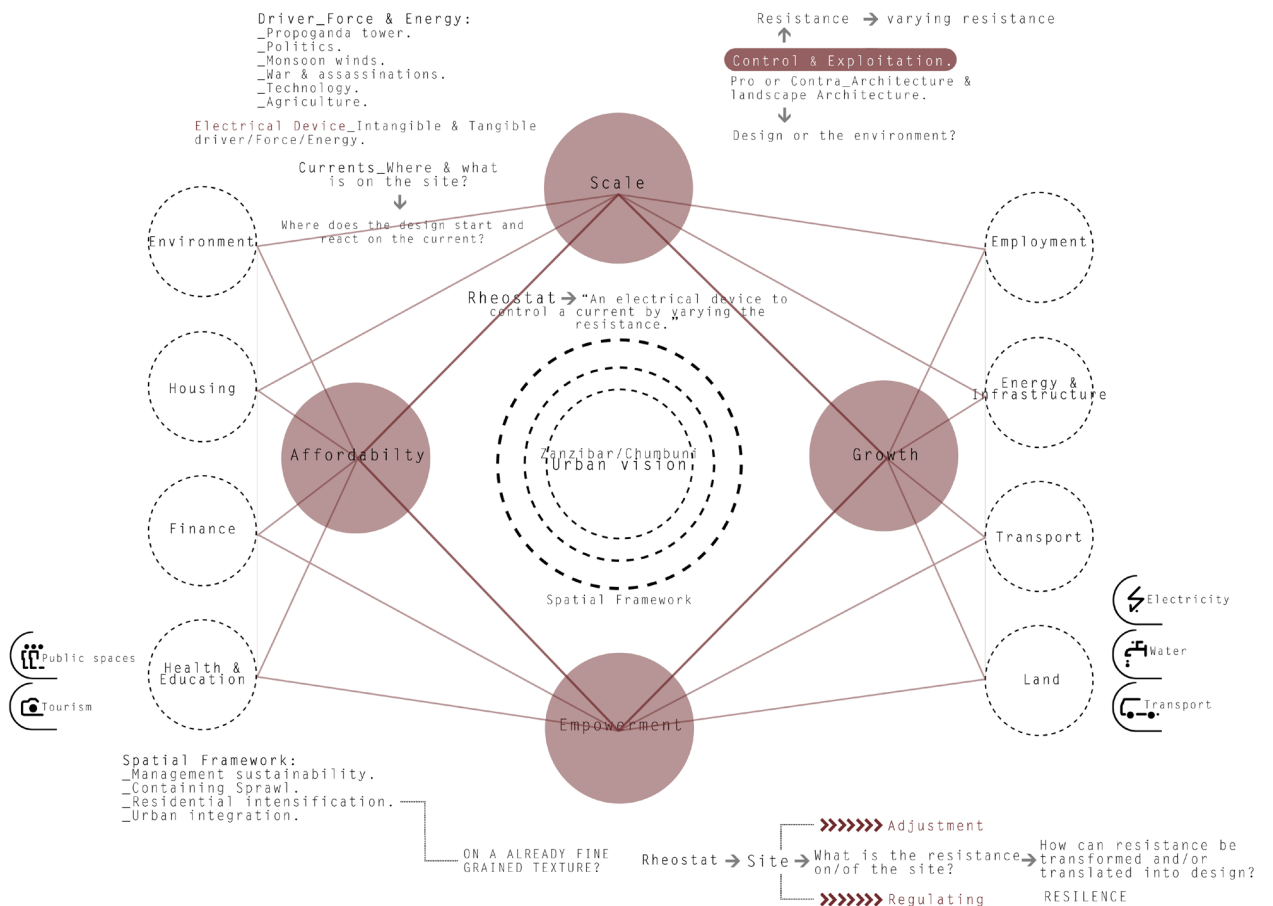 Driver_Force & Energy:
_Propoganda tower.
_Politics.
_Monsoon winds.
_War & assassinations.
_Technology.
_Agriculture.
Electrical Device_Intangible & Tangible
driver/Force/Energy.
Currents_Where & what
is on the site?
Where does the design start and
react on the current?
Resistance → varying resistance
Control & Exploitation.
Pro or Contra_Architecture &
landscape Architecture.
Design or the environment?
Scale
Environment
Employment
Rheostat → “An electrical device to
control a current by varying the
resistance.”
Housing
Energy &
Infrastructure
Affordabilty
Zanzibar/Chumbuni
Urban vision
Growth
Finance
Transport
Spatial Framework
Health &
Education
Land
Public spaces
Tourism
Electricity
Water
Transport
Empowerment
Spatial Framework:
_Management sustainability.
_Containing Sprawl.
_Residential intensification.
_Urban integration.
ON A ALREADY FINE
GRAINED TEXTURE?
Rheostat → Site →
Adjustment
What is the resistance
on/of the site?
Regulating
How can resistance be
transformed and/or
translated into design?
RESILENCE